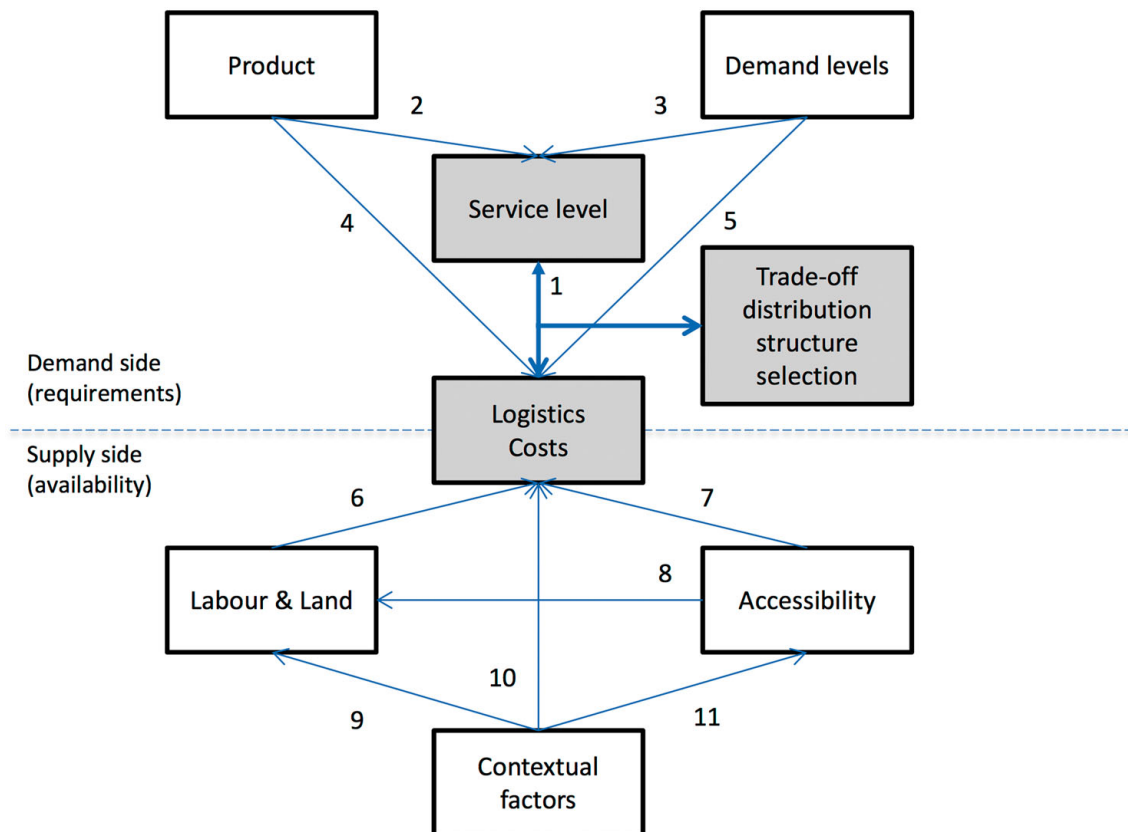 Product
Demand levels
2
3
Service level
4
5
1
Trade-off
distribution
structure
selection
Demand side
(requirements)
Logistics
Costs
Supply side
(availability)
6
7
8
Labour & Land
Accessibility
10
9
11
Contextual
factors